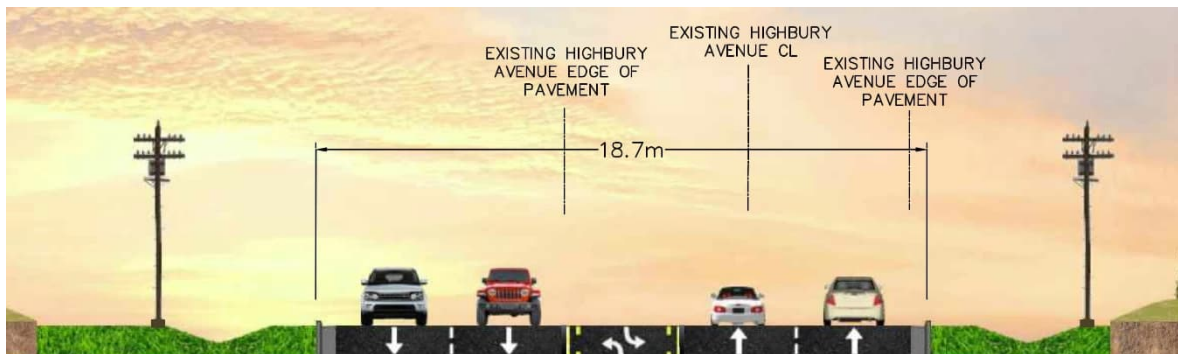 EXISTING HIGHBURY
AVENUE EDGE OF
PAVEMENT
EXISTING HIGHBURY
AVENUE CL
EXISTING HIGHBURY
AVENUE EDGE OF
PAVEMENT
18.7m